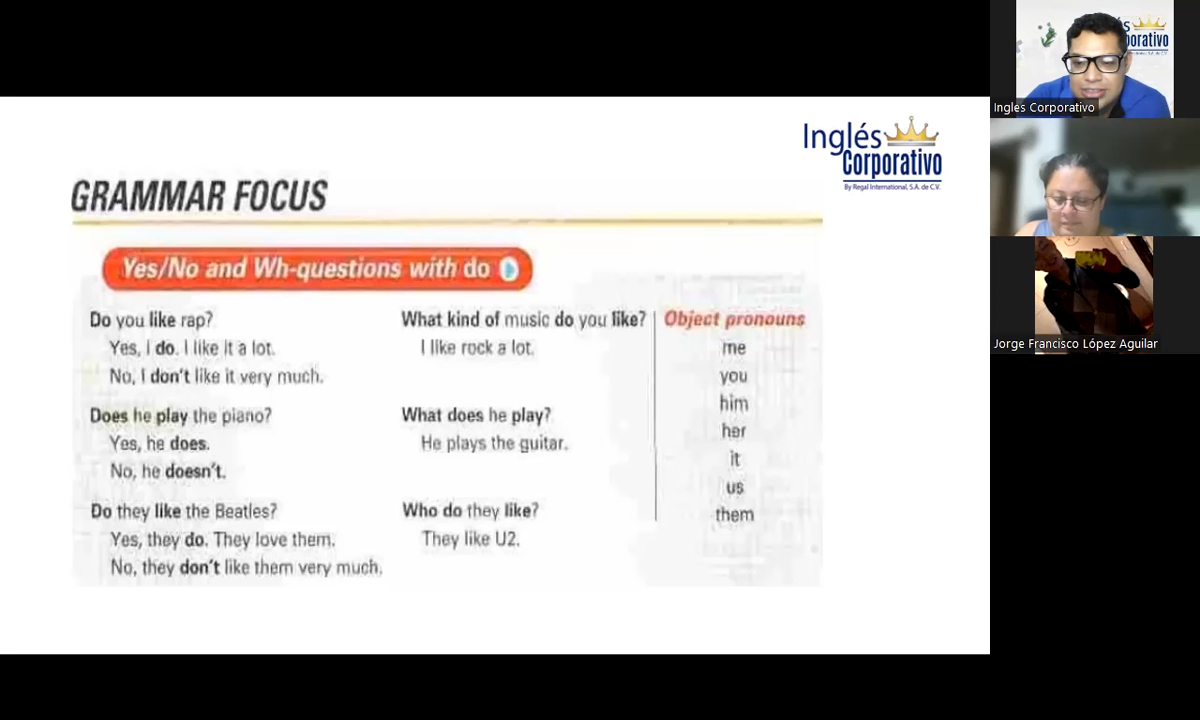 Inglés
Corporativo
By Regal International, S.A. de C.V.
GRAMMAR FOCUS
Yes/No and Wh-questions with do
Do you like rap?
Yes, I do. I like it a lot.
No, I don't like it very much.
Does he play the piano?
Yes, he does.
No, he doesn't.
Do they like the Beatles?
Yes, they do. They love them.
No, they don't like them very much.
What kind of music do you like?
I like rock a lot.
What does he play?
He plays the guitar.
Who do they like?
They like U2.
Object pronouns
me
you
him
her
it
us
them
Ingles Corporativo
Jorge Francisco López Aguilar